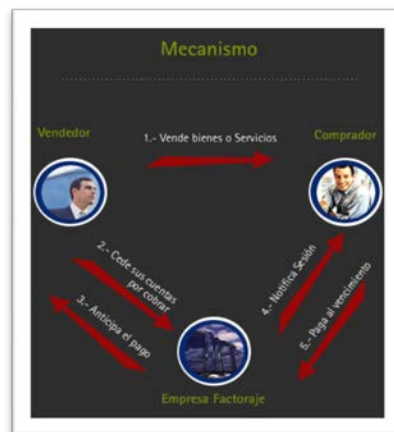 Mecanismo
Vendedor
Comprador
1.- Vende bienes o Servicios
2.- Cede sus cuentas
por cobrar
3.- Anticipa el pago
4.- Notifica Sesión
5.- Paga al vencimiento
Empresa Factoraje